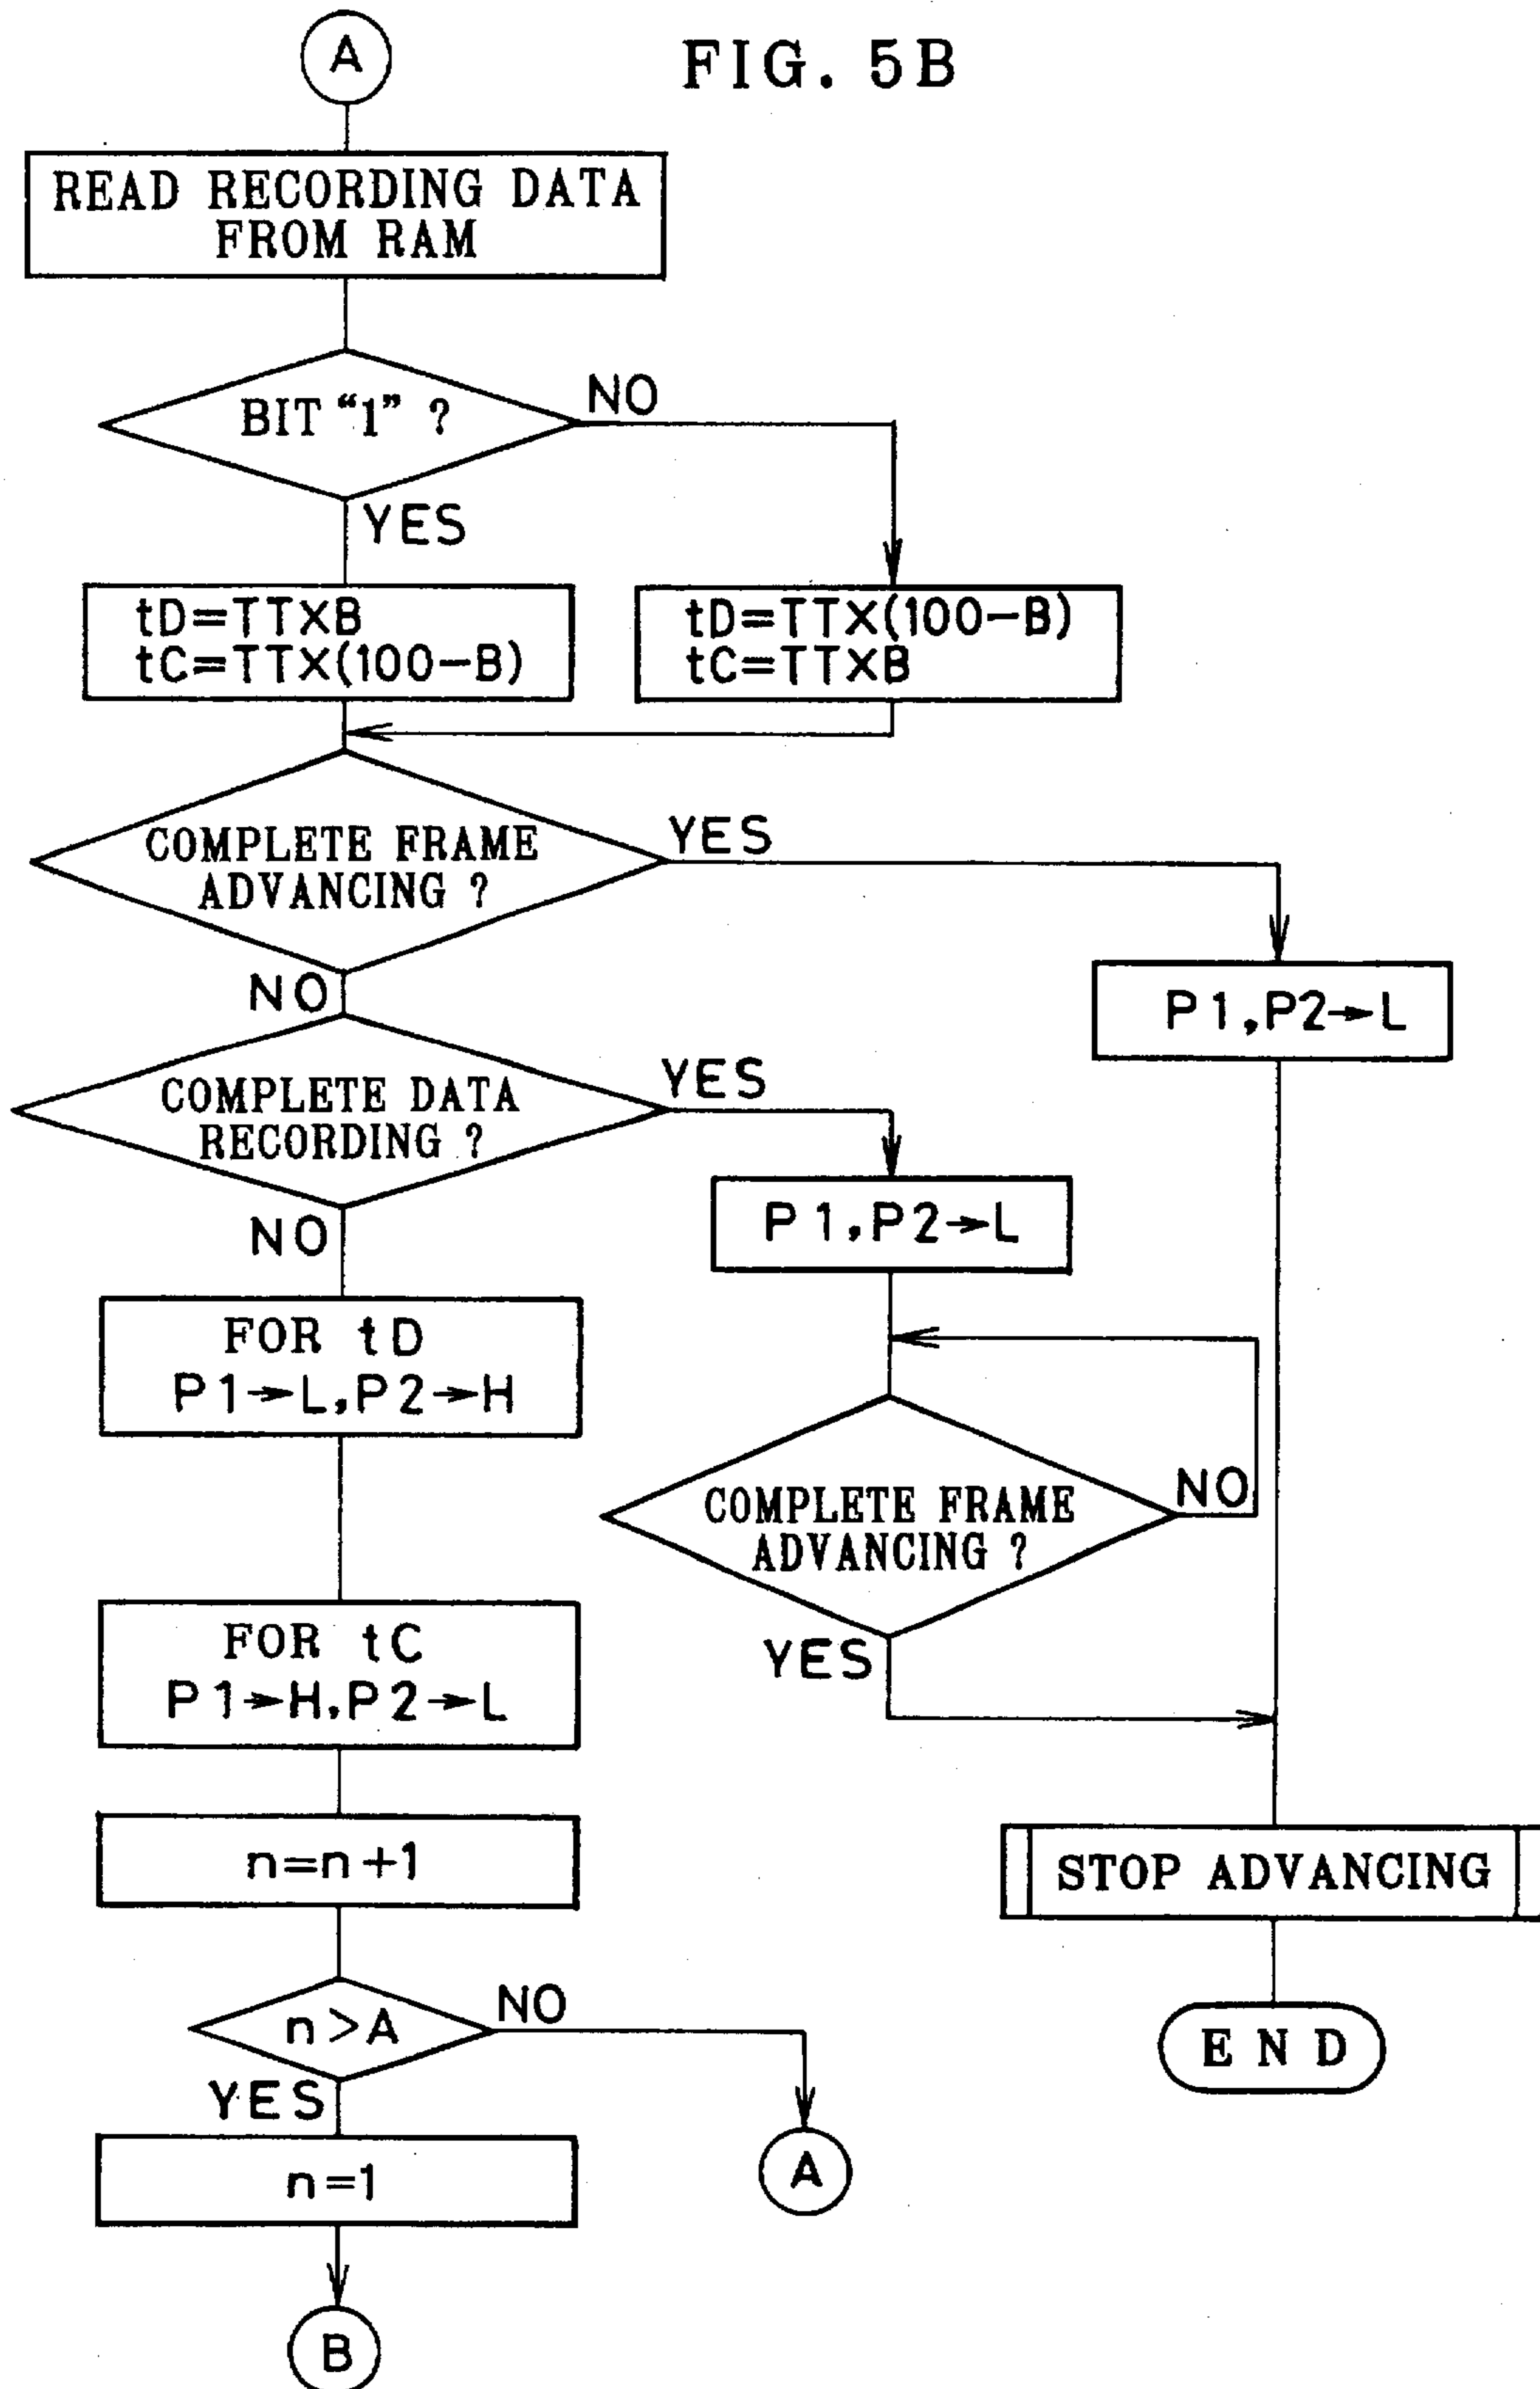 A
FIG. 5B
READ RECORDING DATA
FROM RAM
BIT “1” ?
NO
YES
tD=TT×B
tC=TT×(100−B)
tD=TT×(100−B)
tC=TT×B
COMPLETE FRAME
ADVANCING ?
YES
NO
P1,P2→L
COMPLETE DATA
RECORDING ?
YES
NO
P1,P2→L
FOR tD
P1→L,P2→H
COMPLETE FRAME
ADVANCING ?
NO
YES
FOR tC
P1→H,P2→L
n=n+1
STOP ADVANCING
n>A
NO
YES
END
n=1
A
B